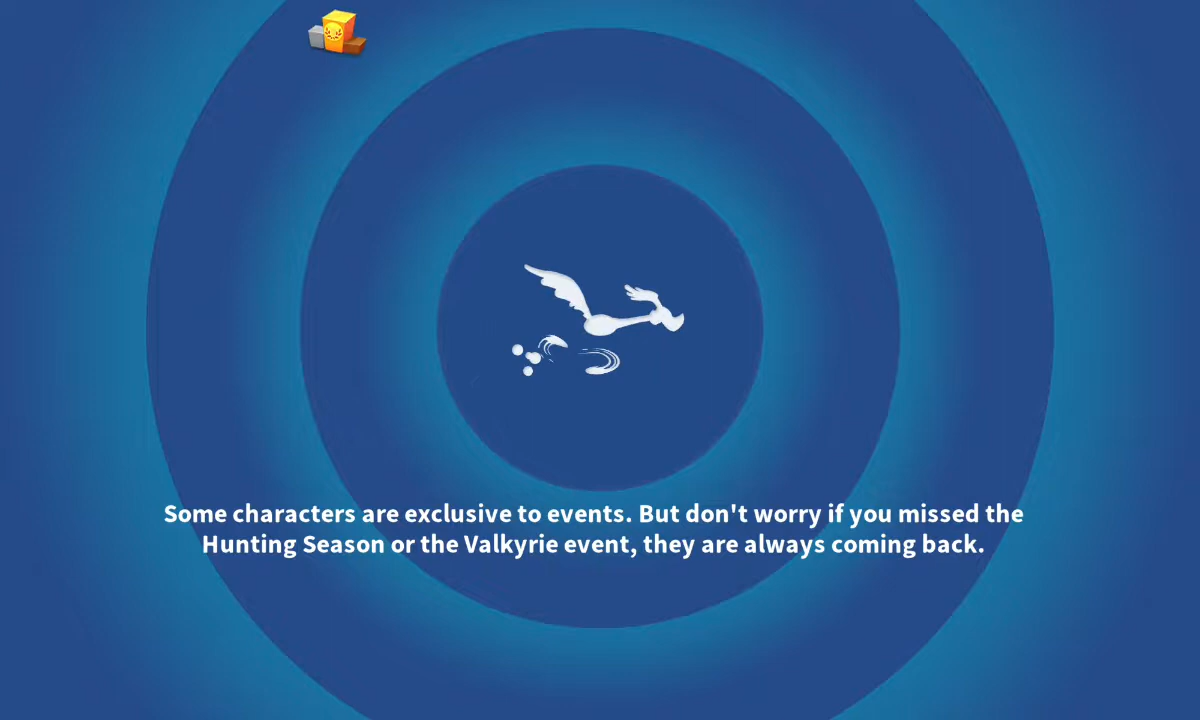 Some characters are exclusive to events. But don't worry if you missed the
Hunting Season or the Valkyrie event, they are always coming back.